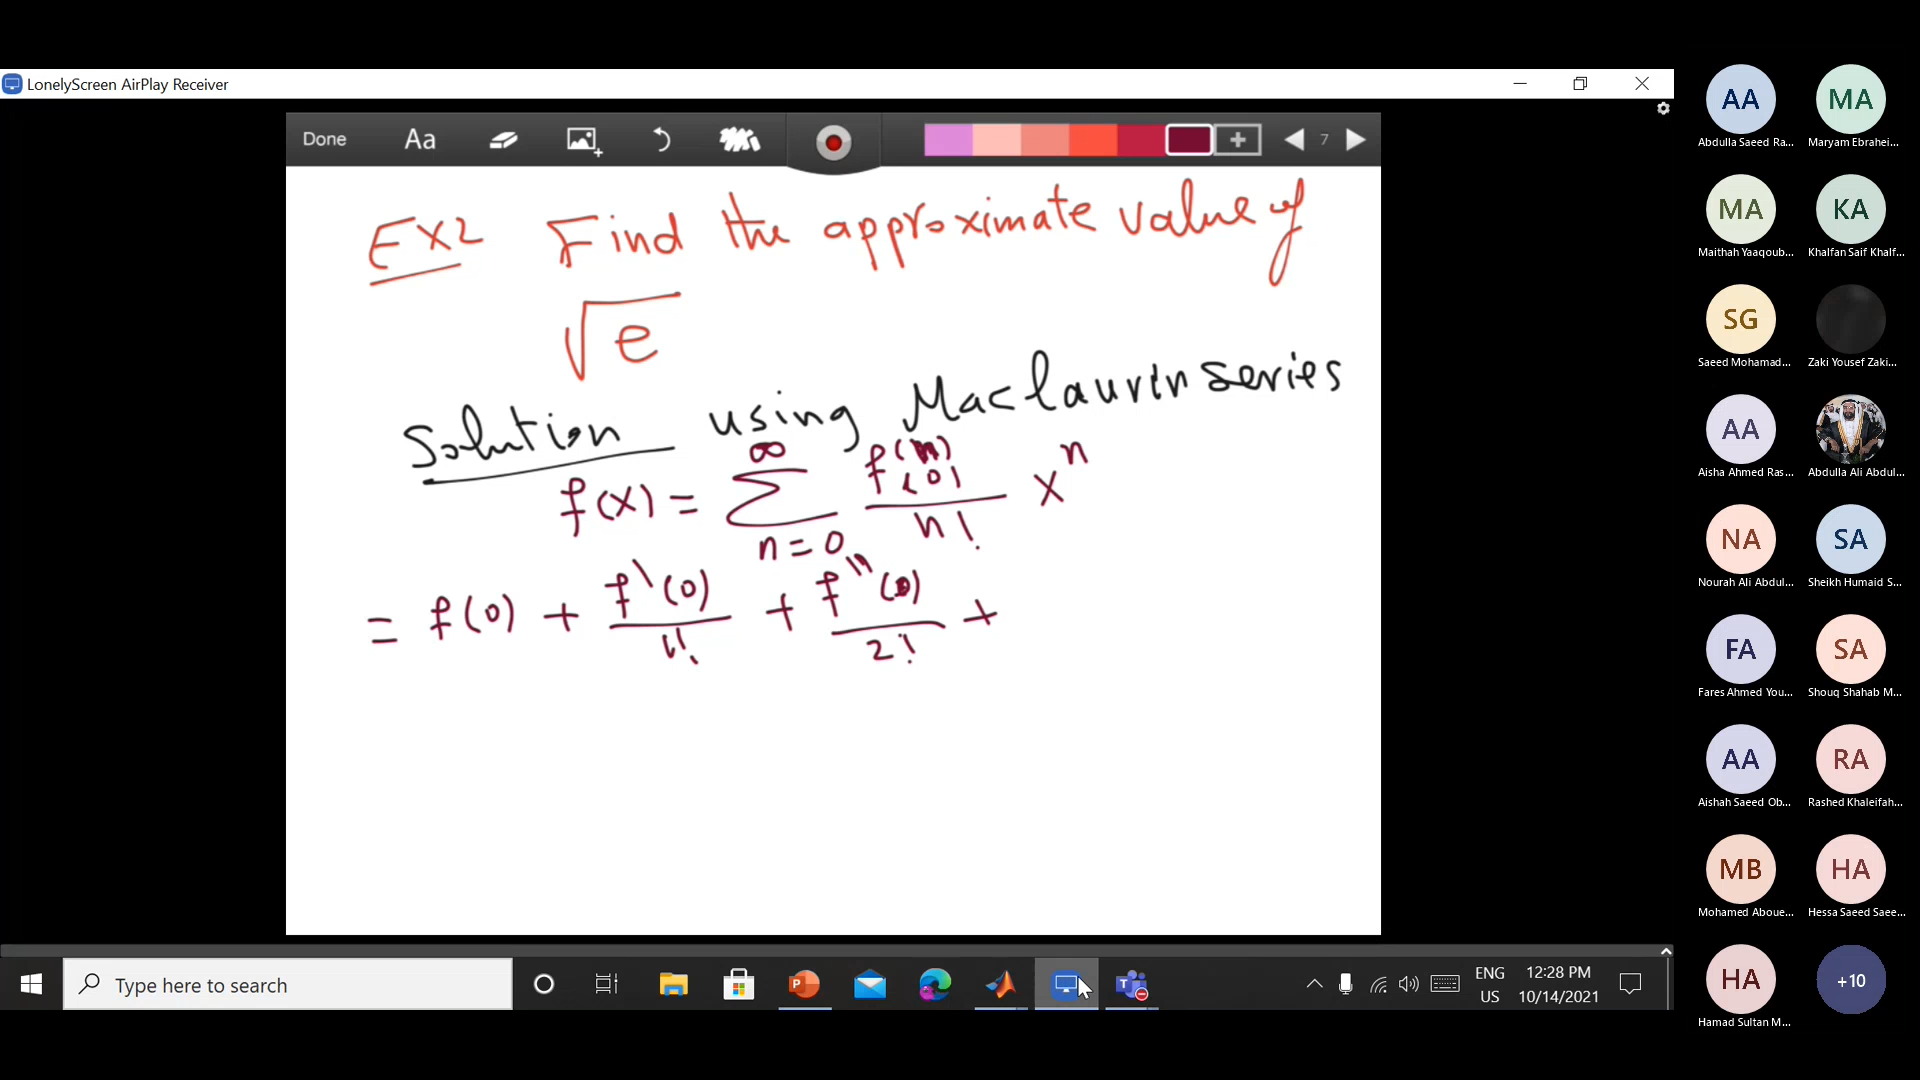 LonelyScreen AirPlay Receiver
Done Aa 7
EX2 Find the approximate value of
√e
Solution using Maclaurin series
f(x) = ∑ n=0 ∞ f(n)(0) / n! x^n
= f(0) + f'(0) / 1! + f''(0) / 2! +
AA MA
Abdulla Saeed Ra... Maryam Ebrahei...
MA KA
Maithah Yaaqoub... Khalfan Saif Khalf...
SG
Saeed Mohamad... Zaki Yousef Zaki...
AA
Aisha Ahmed Ras... Abdulla Ali Abdul...
NA SA
Nourah Ali Abdul... Sheikh Humaid S...
FA SA
Fares Ahmed You... Shouq Shahab M...
AA RA
Aishah Saeed Ob... Rashed Khaleifah...
MB HA
Mohamed Aboue... Hessa Saeed Saee...
HA +10
Hamad Sultan M...
Type here to search
ENG 12:28 PM
US 10/14/2021